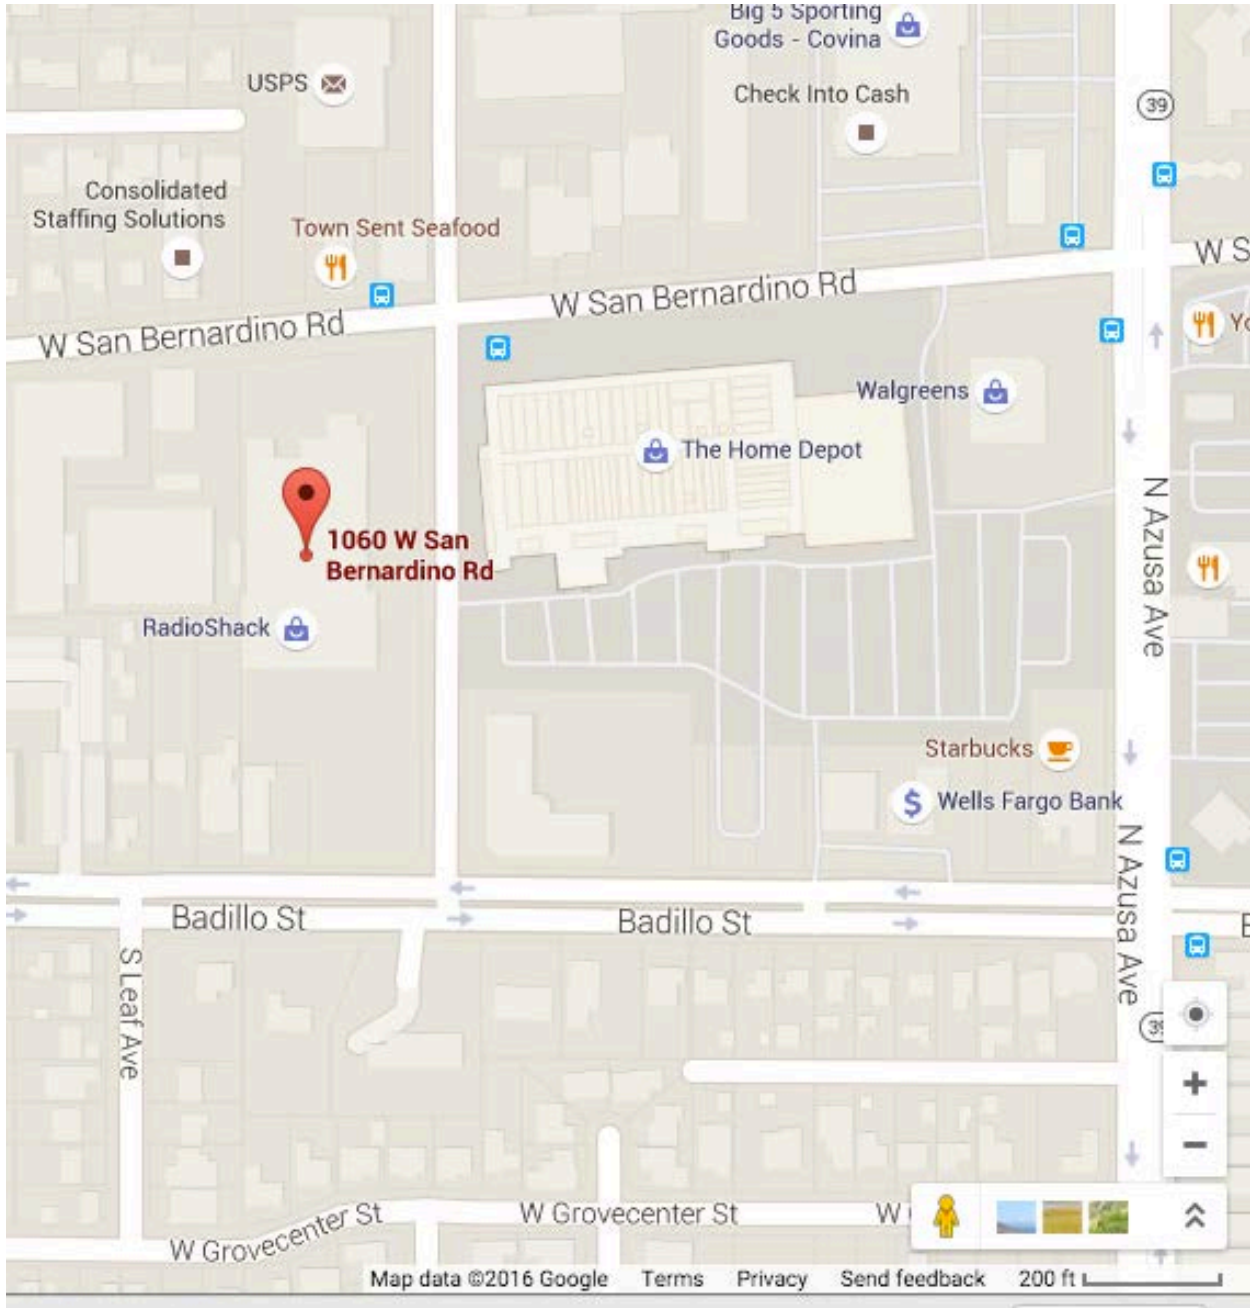 Big 5 Sporting
Goods - Covina
USPS
Check Into Cash
39
Consolidated
Staffing Solutions
Town Sent Seafood
W San Bernardino Rd
W S
W San Bernardino Rd
Yo
Walgreens
The Home Depot
N Azusa Ave
1060 W San
Bernardino Rd
RadioShack
Starbucks
$
Wells Fargo Bank
N Azusa Ave
Badillo St
Badillo St
S Leaf Ave
39
W Grovecenter St
W Grovecenter St
W
Map data ©2016 Google
Terms
Privacy
Send feedback
200 ft